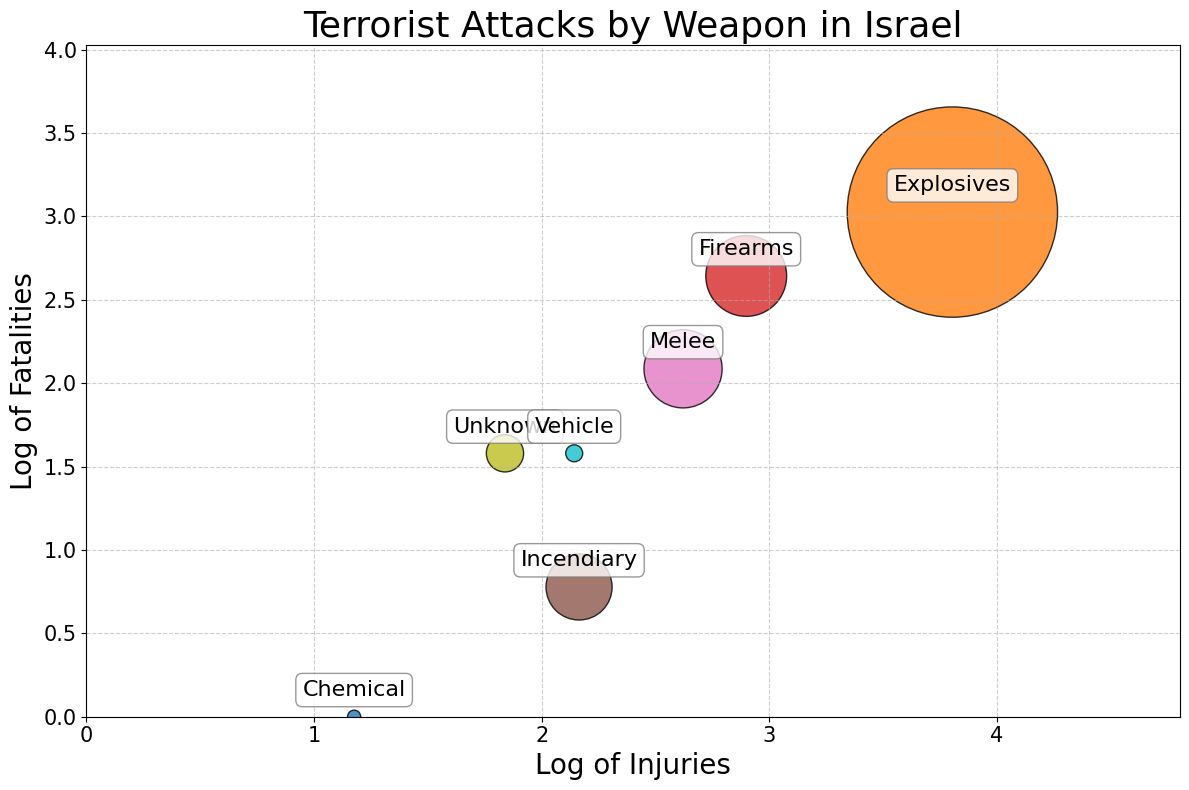 Terrorist Attacks by Weapon in Israel
Log of Fatalities
4.0
3.5
3.0
2.5
2.0
1.5
1.0
0.5
0.0
Explosives
Firearms
Melee
Vehicle
Incendiary
Chemical
0
1
2
3
4
Log of Injuries